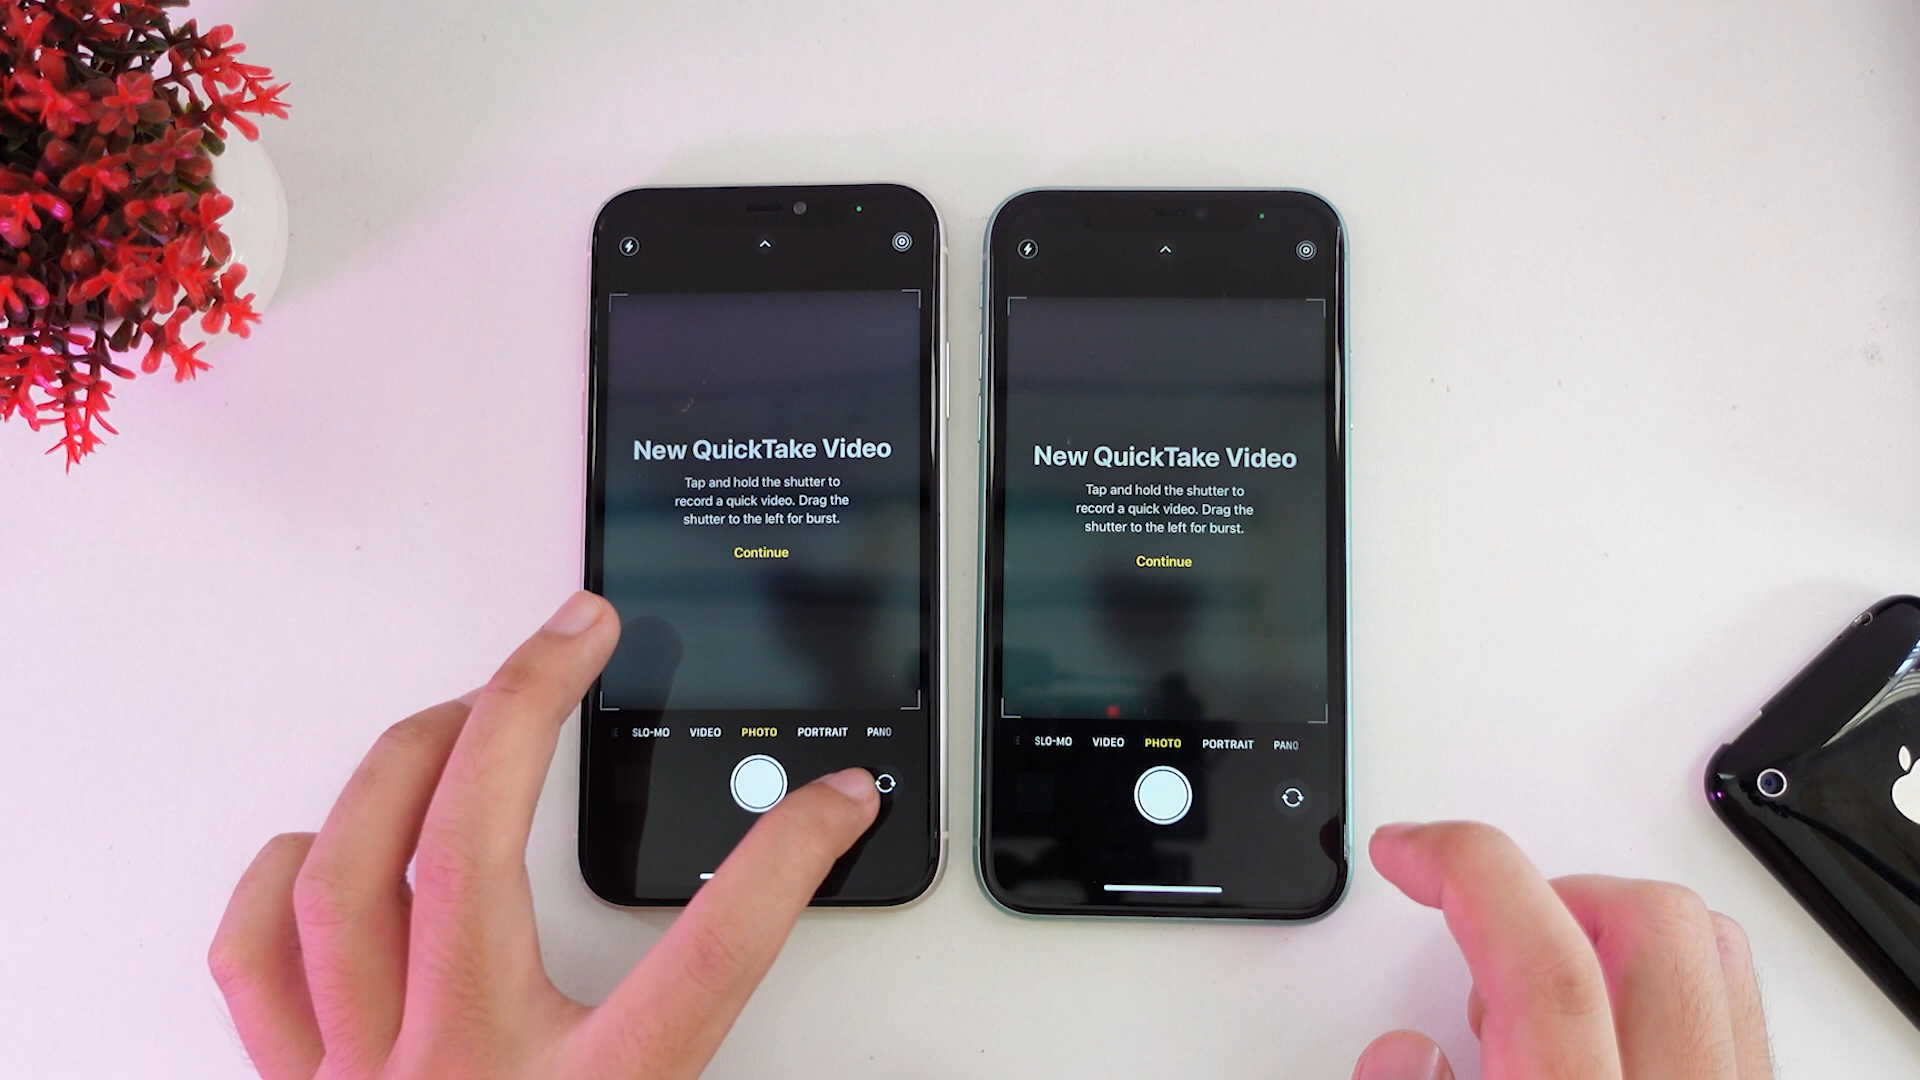 New QuickTake Video
Tap and hold the shutter to
record a quick video. Drag the
shutter to the left for burst.
Continue
SLO-MO VIDEO PHOTO PORTRAIT PANO
New QuickTake Video
Tap and hold the shutter to
record a quick video. Drag the
shutter to the left for burst.
Continue
SLO-MO VIDEO PHOTO PORTRAIT PANO